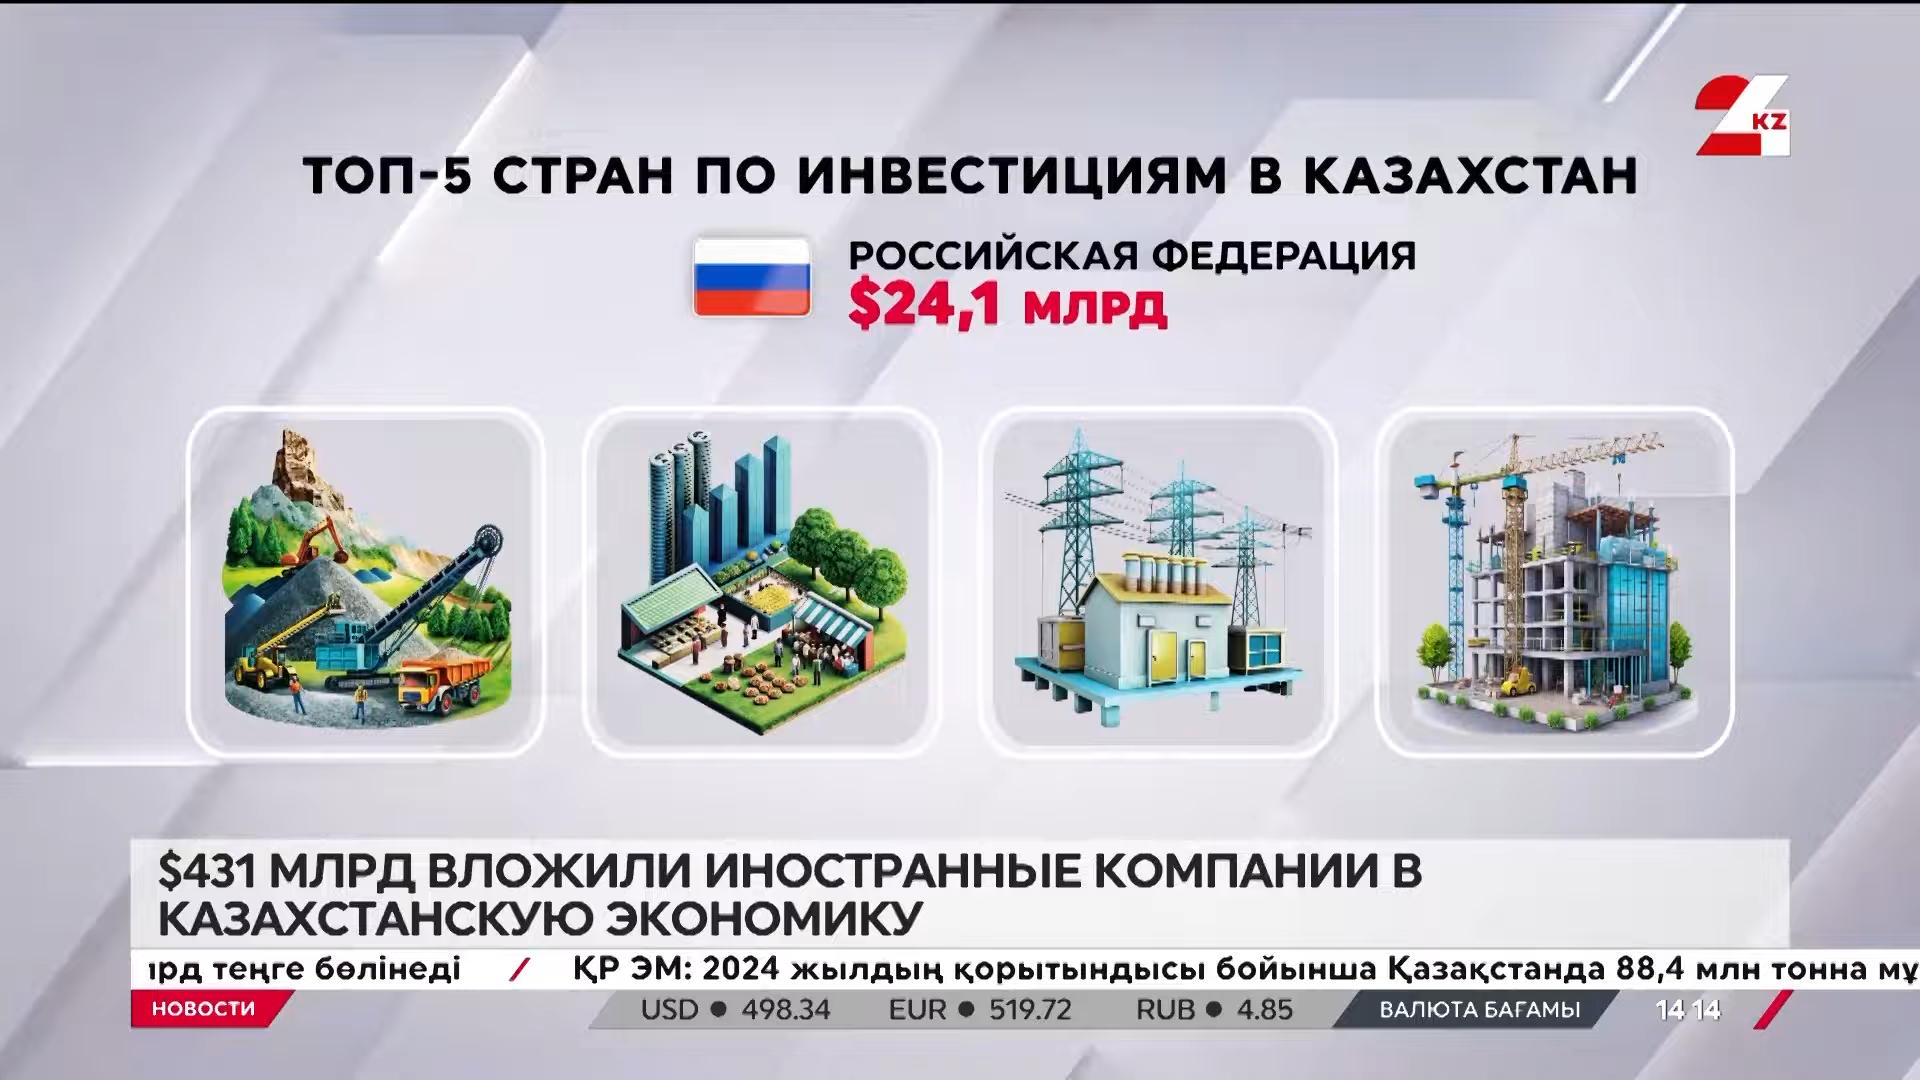 24 KZ
ТОП-5 СТРАН ПО ИНВЕСТИЦИЯМ В КАЗАХСТАН
РОССИЙСКАЯ ФЕДЕРАЦИЯ
$24,1 МЛРД
$431 МЛРД ВЛОЖИЛИ ИНОСТРАННЫЕ КОМПАНИИ В
КАЗАХСТАНСКУЮ ЭКОНОМИКУ
теңге бөлінеді / ҚР ЭМ: 2024 жылдың қорытындысы бойынша Қазақстанда 88,4 млн тонна
НОВОСТИ USD ● 498.34 EUR ● 519.72 RUB ● 4.85 ВАЛЮТА БАҒАМЫ 14 14